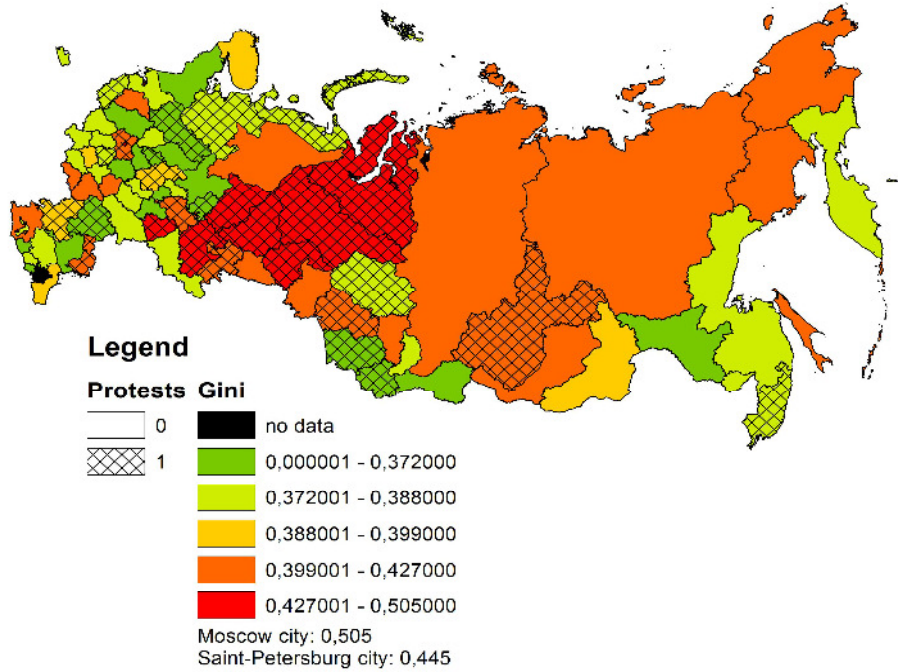 Legend
Protests Gini
0 no data
1 0,000001 - 0,372000
0,372001 - 0,388000
0,388001 - 0,399000
0,399001 - 0,427000
0,427001 - 0,505000
Moscow city: 0,505
Saint-Petersburg city: 0,445